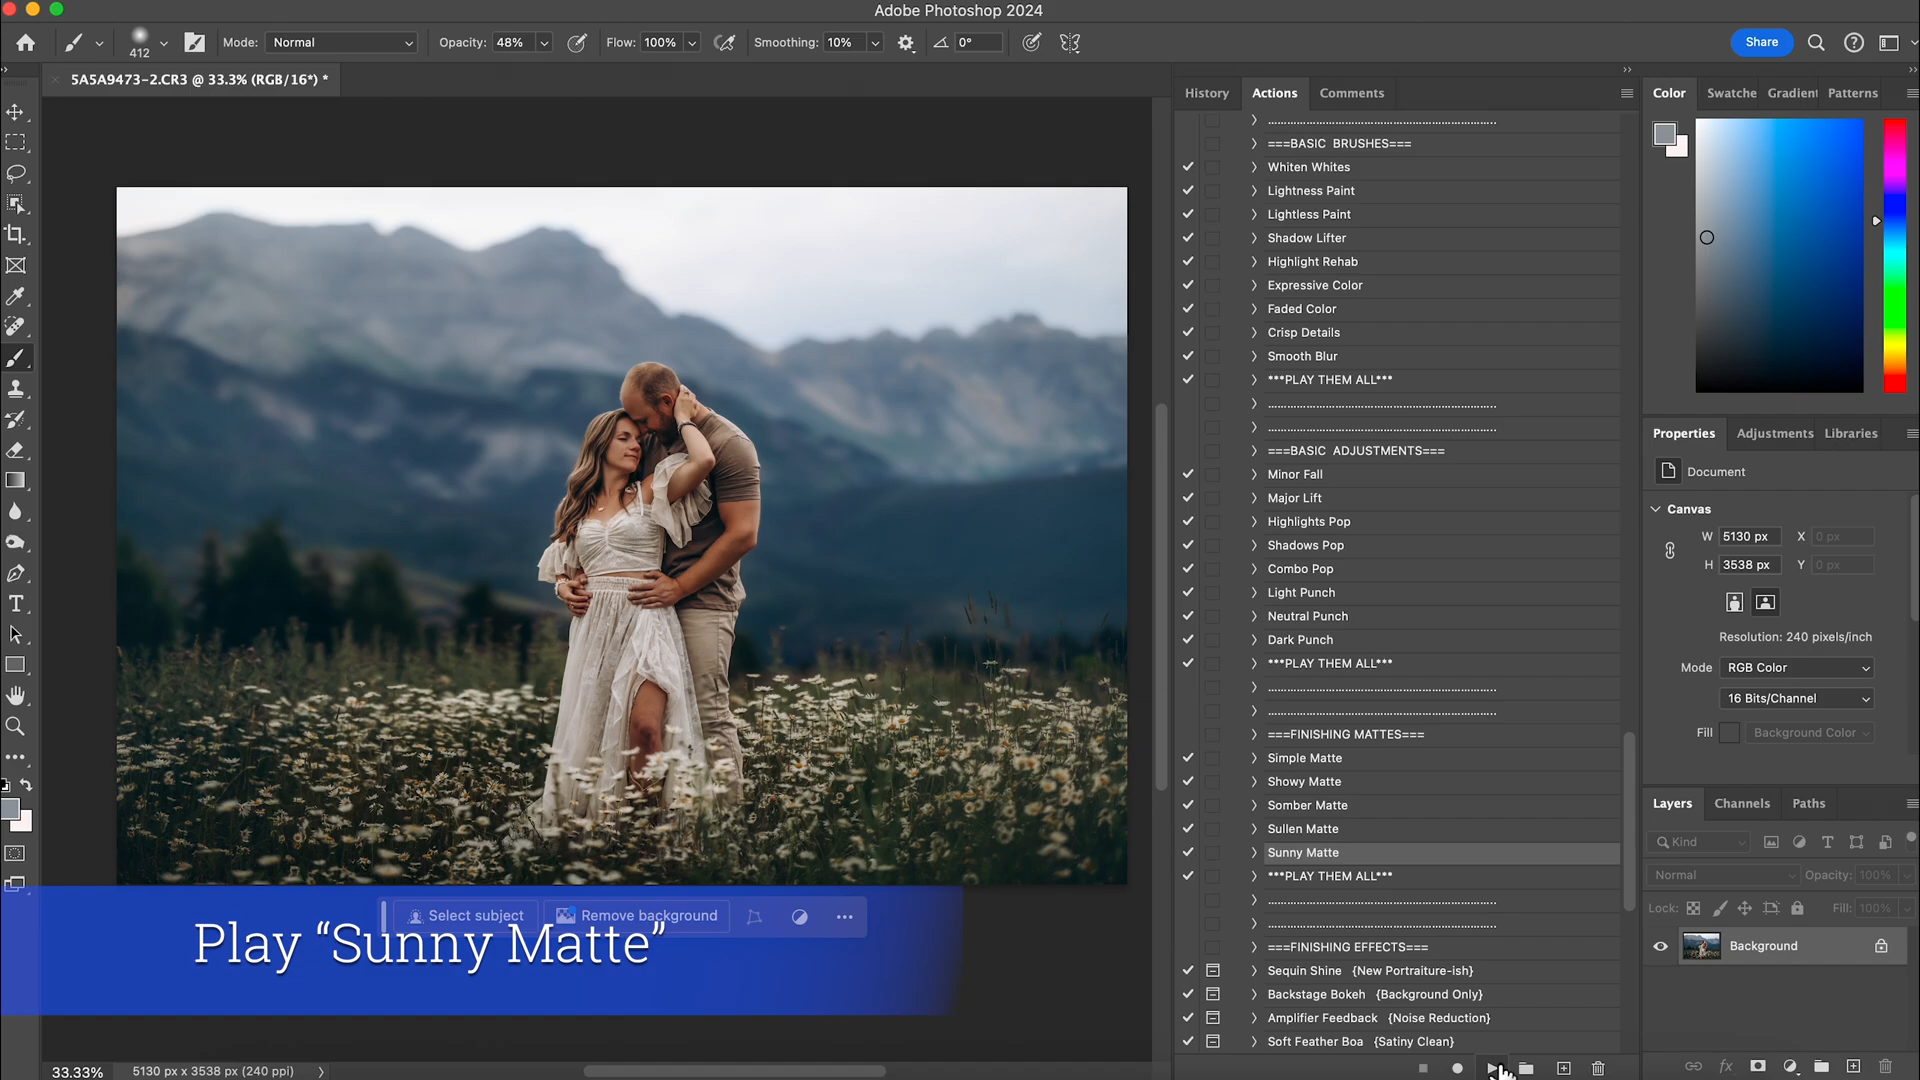 Adobe Photoshop 2024
412
Mode: Normal
Opacity: 48%
Flow: 100%
Smoothing: 10%
0°
Share
5A5A9473-2.CR3 @ 33.3% (RGB/16*) *
History Actions Comments
===BASIC BRUSHES===
Whiten Whites
Lightness Paint
Lightless Paint
Shadow Lifter
Highlight Rehab
Expressive Color
Faded Color
Crisp Details
Smooth Blur
***PLAY THEM ALL***
===BASIC ADJUSTMENTS===
Minor Fall
Major Lift
Highlights Pop
Shadows Pop
Combo Pop
Light Punch
Neutral Punch
Dark Punch
***PLAY THEM ALL***
===FINISHING MATTES===
Simple Matte
Showy Matte
Somber Matte
Sullen Matte
Sunny Matte
***PLAY THEM ALL***
===FINISHING EFFECTS===
Sequin Shine {New Portraiture-ish}
Backstage Bokeh {Background Only}
Amplifier Feedback {Noise Reduction}
Soft Feather Boa {Satiny Clean}
Color Swatche Gradient Patterns
Properties Adjustments Libraries
Document
Canvas
W 5130 px X 0 px
H 3538 px Y 0 px
Resolution: 240 pixels/inch
Mode RGB Color
16 Bits/Channel
Fill Background Color
Layers Channels Paths
Kind
Normal Opacity: 100%
Lock: Fill: 100%
Background
Select subject Remove background
Play “Sunny Matte”
33.33% 5130 px x 3538 px (240 ppi)